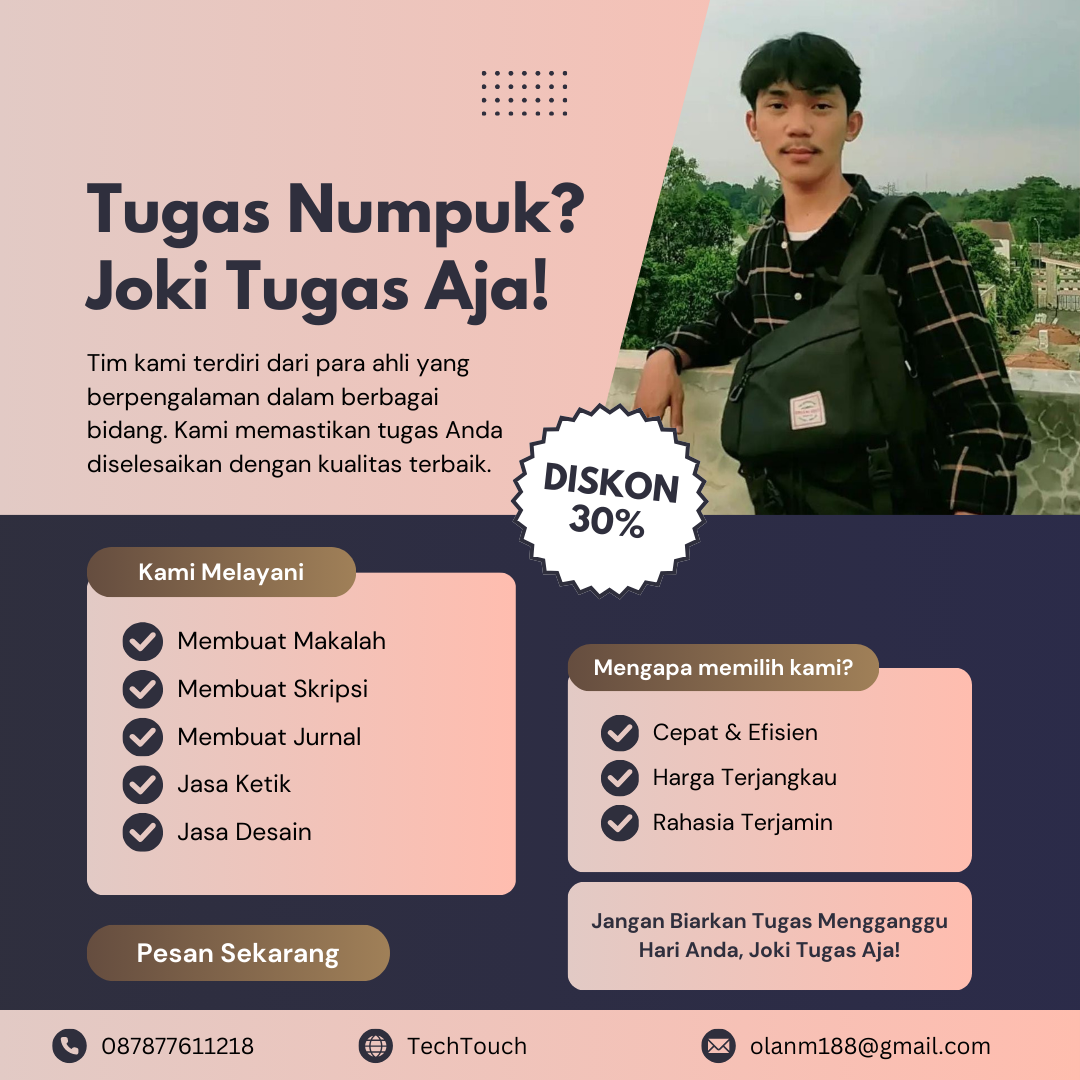 Tugas Numpuk?
Joki Tugas Aja!
Tim kami terdiri dari para ahli yang
berpengalaman dalam berbagai
bidang. Kami memastikan tugas Anda
diselesaikan dengan kualitas terbaik.
DISKON
30%
Kami Melayani
Membuat Makalah
Membuat Skripsi
Membuat Jurnal
Jasa Ketik
Jasa Desain
Pesan Sekarang
Mengapa memilih kami?
Cepat & Efisien
Harga Terjangkau
Rahasia Terjamin
Jangan Biarkan Tugas Mengganggu
Hari Anda, Joki Tugas Aja!
087877611218
TechTouch
olanm188@gmail.com